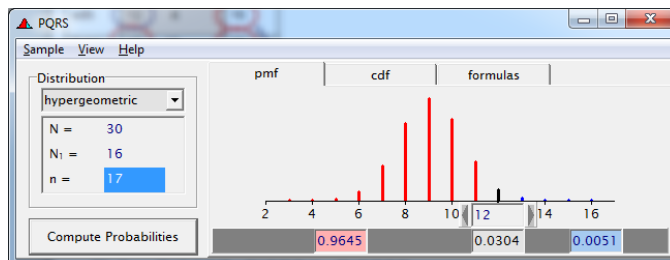 PQRS
Sample View Help
Distribution
hypergeometric
N = 30
N₁ = 16
n = 17
Compute Probabilities
pmf cdf formulas
2 4 6 8 10 12 14 16
0.9645 0.0304 0.0051